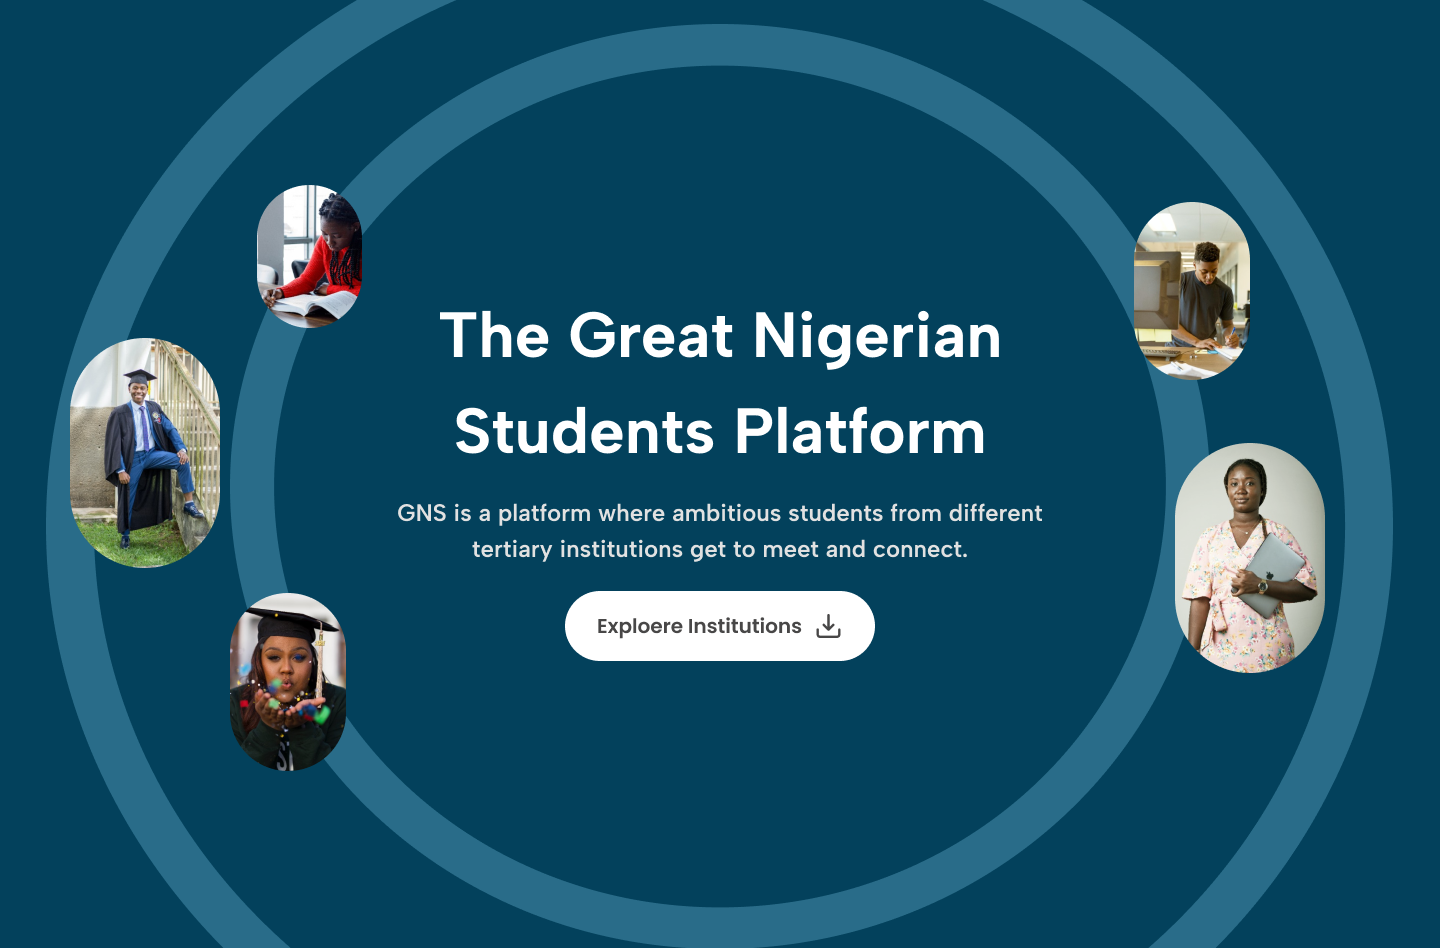 The Great Nigerian
Students Platform
GNS is a platform where ambitious students from different
tertiary institutions get to meet and connect.
Exploere Institutions